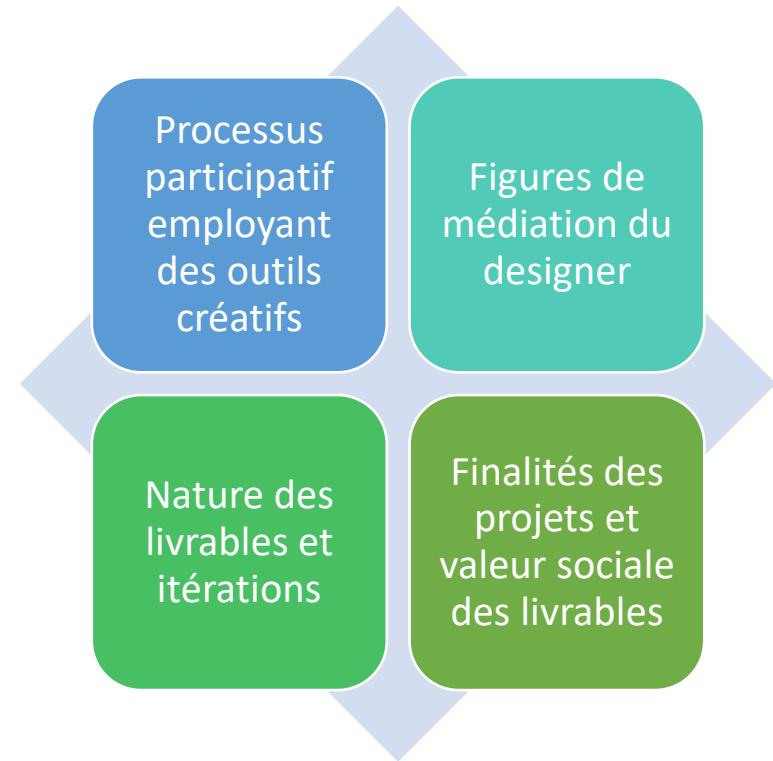 Processus
participatif
employant
des outils
créatifs
Figures de
médiation du
designer
Nature des
livrables et
itérations
Finalités des
projets et
valeur sociale
des livrables